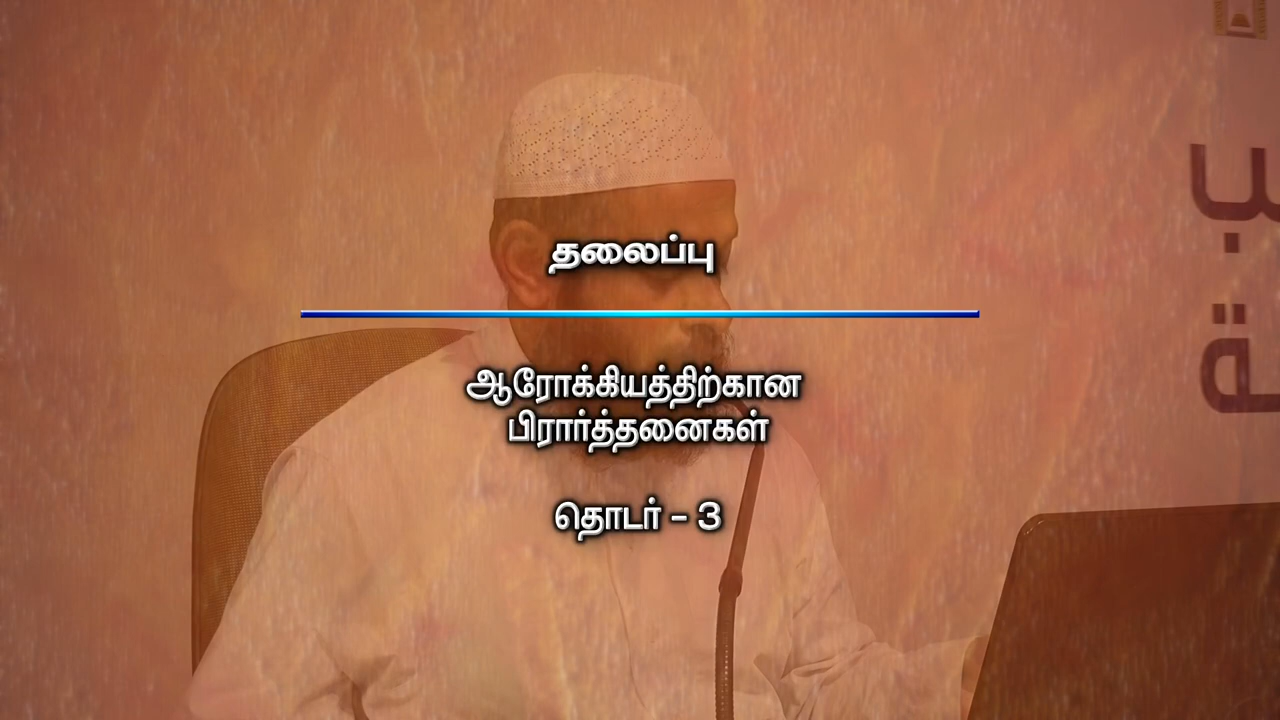 தலைப்பு
ஆரோக்கியத்திற்கான
பிரார்த்தனைகள்
தொடர் - 3